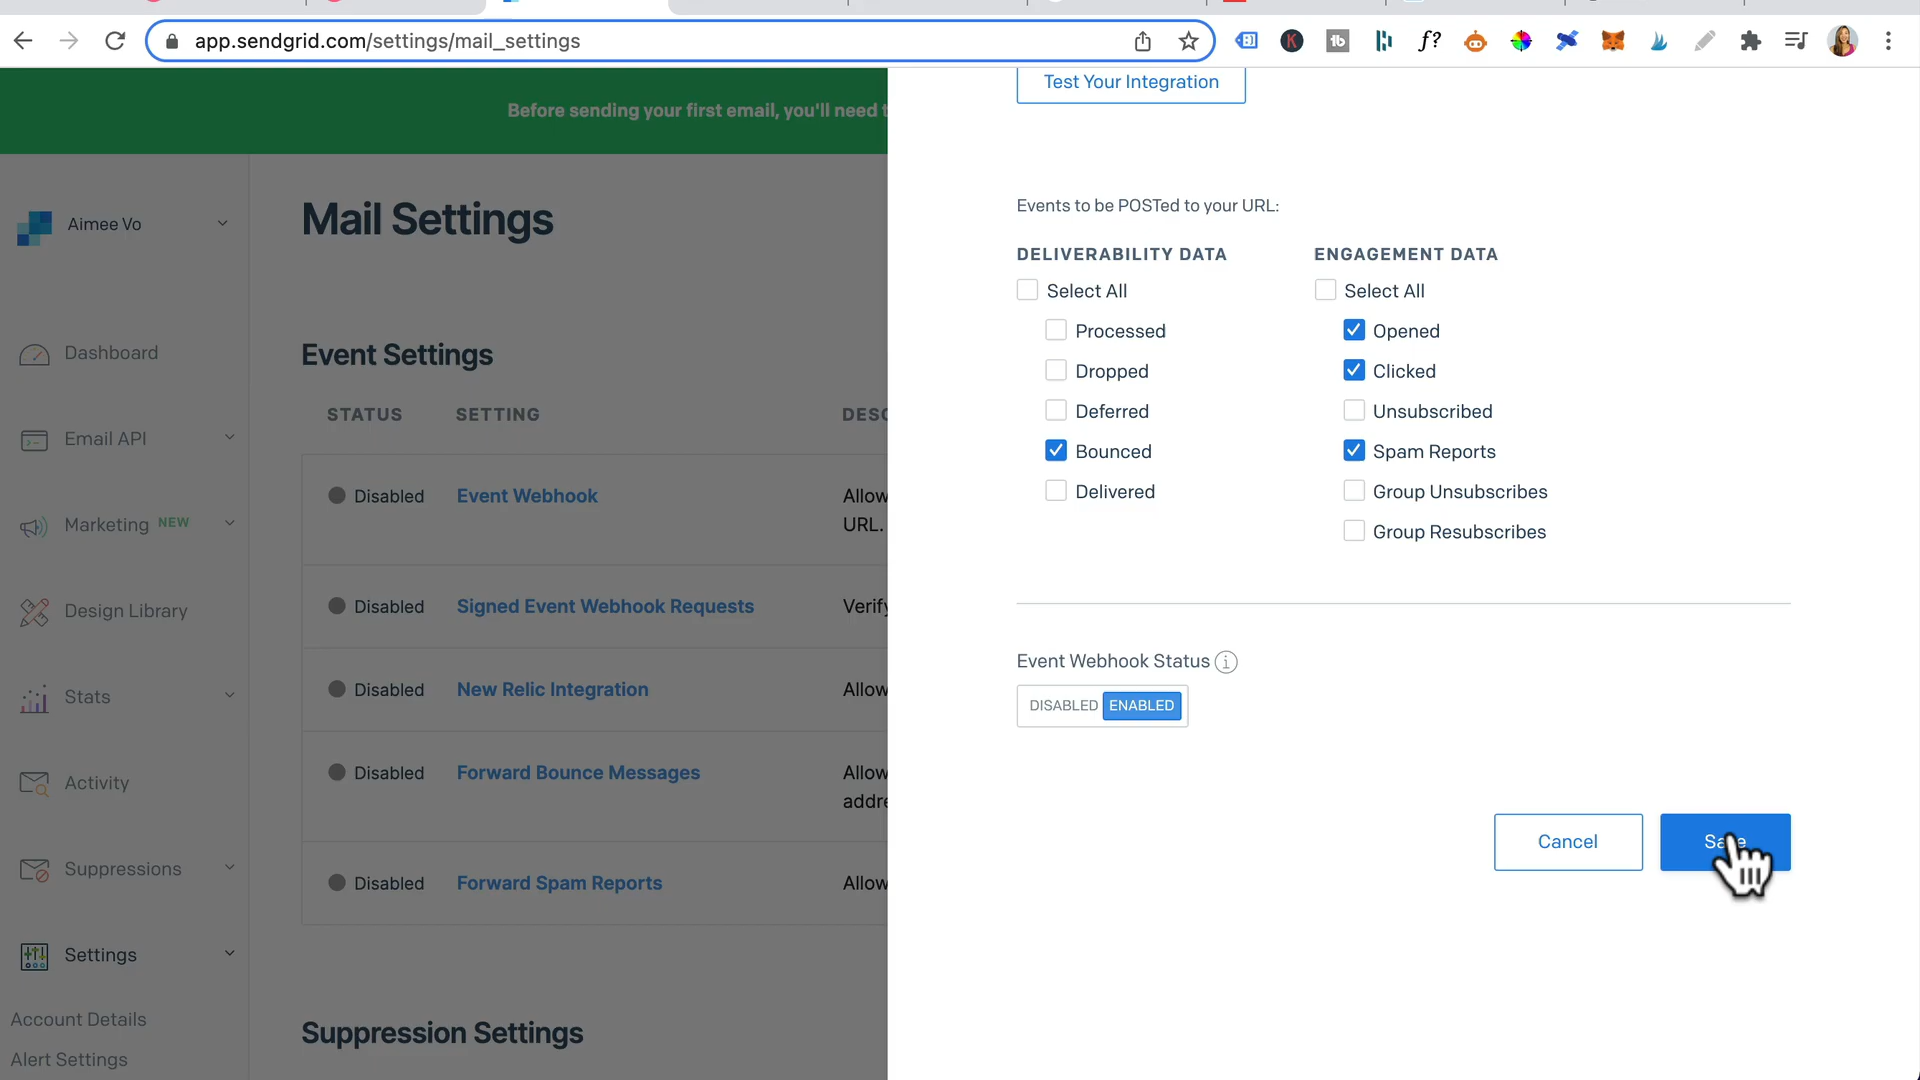 app.sendgrid.com/settings/mail_settings
Test Your Integration
Before sending your first email, you'll need
Aimee Vo
Mail Settings
Events to be POSTed to your URL:
DELIVERABILITY DATA
ENGAGEMENT DATA
Select All
Select All
Processed
Opened
Dropped
Clicked
Deferred
Unsubscribed
Bounced
Spam Reports
Delivered
Group Unsubscribes
Group Resubscribes
Event Webhook Status
DISABLED ENABLED
Cancel
Save
Dashboard
Email API
Marketing NEW
Design Library
Stats
Activity
Suppressions
Settings
Account Details
Alert Settings
Event Settings
STATUS SETTING
Disabled Event Webhook Allow
URL.
Disabled Signed Event Webhook Requests Verify
Disabled New Relic Integration Allow
Disabled Forward Bounce Messages Allow
addre
Disabled Forward Spam Reports Allow
Suppression Settings